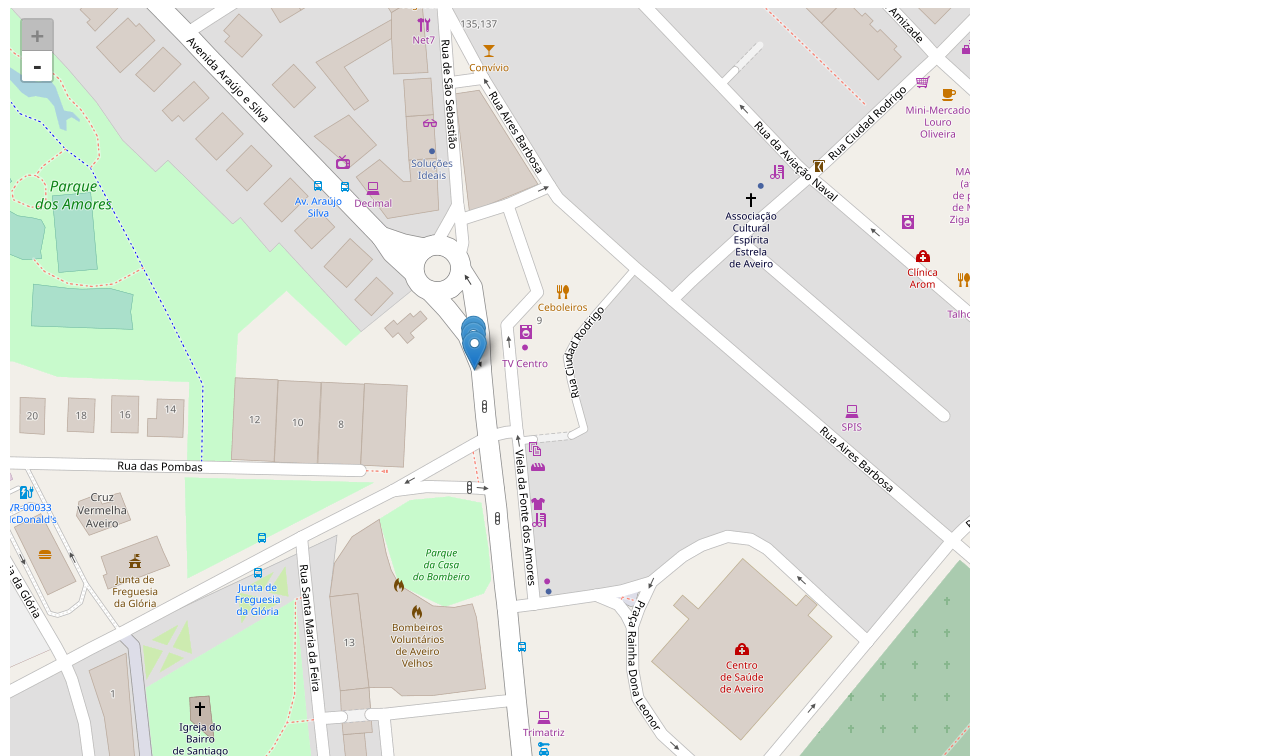 +
-
Net7
135,137
Convívio
Amizade
Avenida Araújo e Silva
Rua de São Sebastião
Rua Aires Barbosa
Rua Ciudad Rodrigo
Mini-Mercado
Louro
Oliveira
Rua da Aviação Naval
Soluções
Ideais
Parque
dos Amores
Av. Araújo
Silva
Decimal
MA
(a
de p
de M
Ziga
Associação
Cultural
Espírita
Estrela
de Aveiro
Clínica
Arom
Talho
Ceboleiros
9
Rua Ciudad Rodrigo
TV Centro
20
18
16
14
12
10
8
SPIS
Rua Aires Barbosa
Rua das Pombas
Viela da Fonte dos Amores
VR-00033
McDonald's
Cruz
Vermelha
Aveiro
Parque
da Casa
do Bombeiro
Junta de
Freguesia
da Glória
Junta de
Freguesia
da Glória
ia da Glória
Rua Santa Maria da Feira
Bombeiros
Voluntários
de Aveiro
Velhos
13
Praça Rainha Dona Leonor
Centro
de Saúde
de Aveiro
1
Igreja do
Bairro
de Santiago
Trimatriz